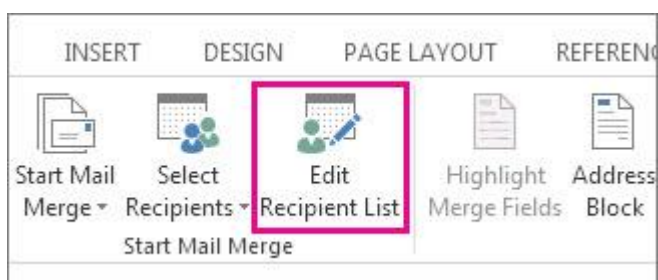 INSERT DESIGN PAGE LAYOUT
Start Mail Merge
Select Recipients
Edit Recipient List
Highlight Merge Fields
Address Block
Start Mail Merge